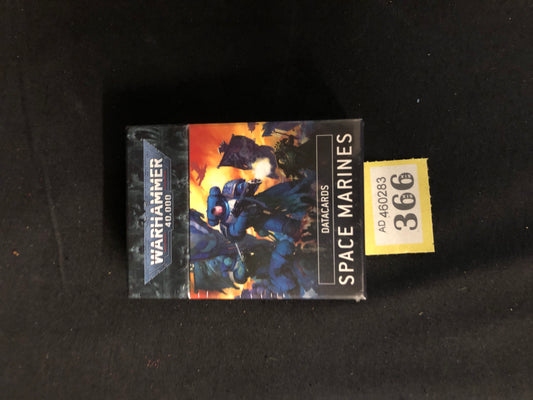 WARHAMMER
40,000
DATACARDS
SPACE MARINES
AD 460283
366